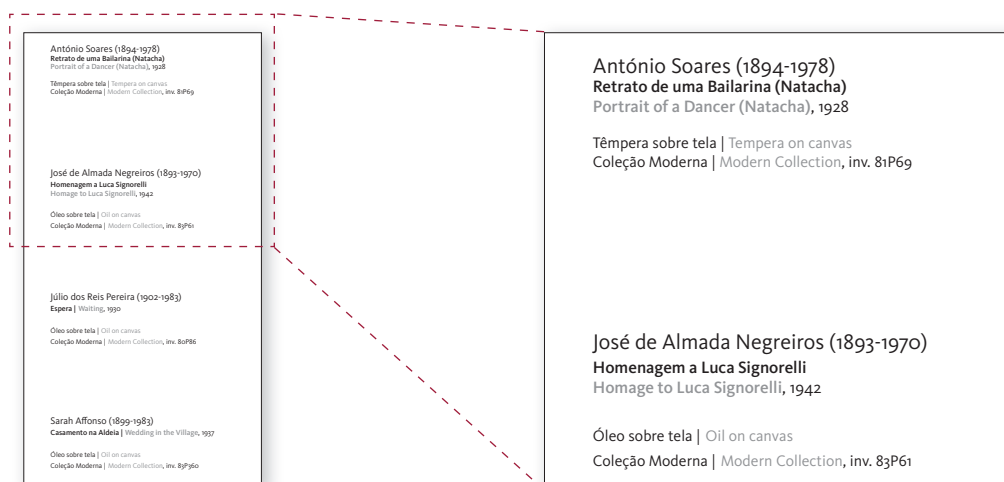 António Soares (1894-1978)
Retrato de uma Bailarina (Natacha)
Portrait of a Dancer (Natacha), 1928
Têmpera sobre tela | Tempera on canvas
Coleção Moderna | Modern Collection, inv. 81P69
José de Almada Negreiros (1893-1970)
Homenagem a Luca Signorelli
Homage to Luca Signorelli, 1942
Óleo sobre tela | Oil on canvas
Coleção Moderna | Modern Collection, inv. 83P61
Júlio dos Reis Pereira (1902-1983)
Espera | Waiting, 1930
Óleo sobre tela | Oil on canvas
Coleção Moderna | Modern Collection, inv. 80P86
Sarah Affonso (1899-1983)
Casamento na Aldeia | Wedding in the Village, 1937
Óleo sobre tela | Oil on canvas
Coleção Moderna | Modern Collection, inv. 83P360
António Soares (1894-1978)
Retrato de uma Bailarina (Natacha)
Portrait of a Dancer (Natacha), 1928
Têmpera sobre tela | Tempera on canvas
Coleção Moderna | Modern Collection, inv. 81P69
José de Almada Negreiros (1893-1970)
Homenagem a Luca Signorelli
Homage to Luca Signorelli, 1942
Óleo sobre tela | Oil on canvas
Coleção Moderna | Modern Collection, inv. 83P61